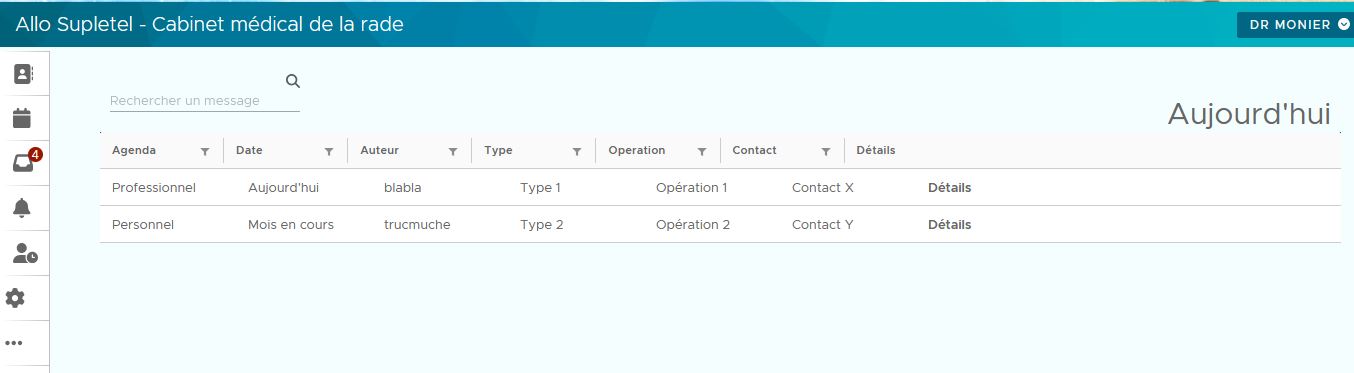 Allo Supletel - Cabinet médical de la rade
DR MONIER
4
Rechercher un message
Aujourd'hui
Agenda Date Auteur Type Operation Contact Détails
Professionnel Aujourd'hui blabla Type 1 Opération 1 Contact X Détails
Personnel Mois en cours trucmuche Type 2 Opération 2 Contact Y Détails